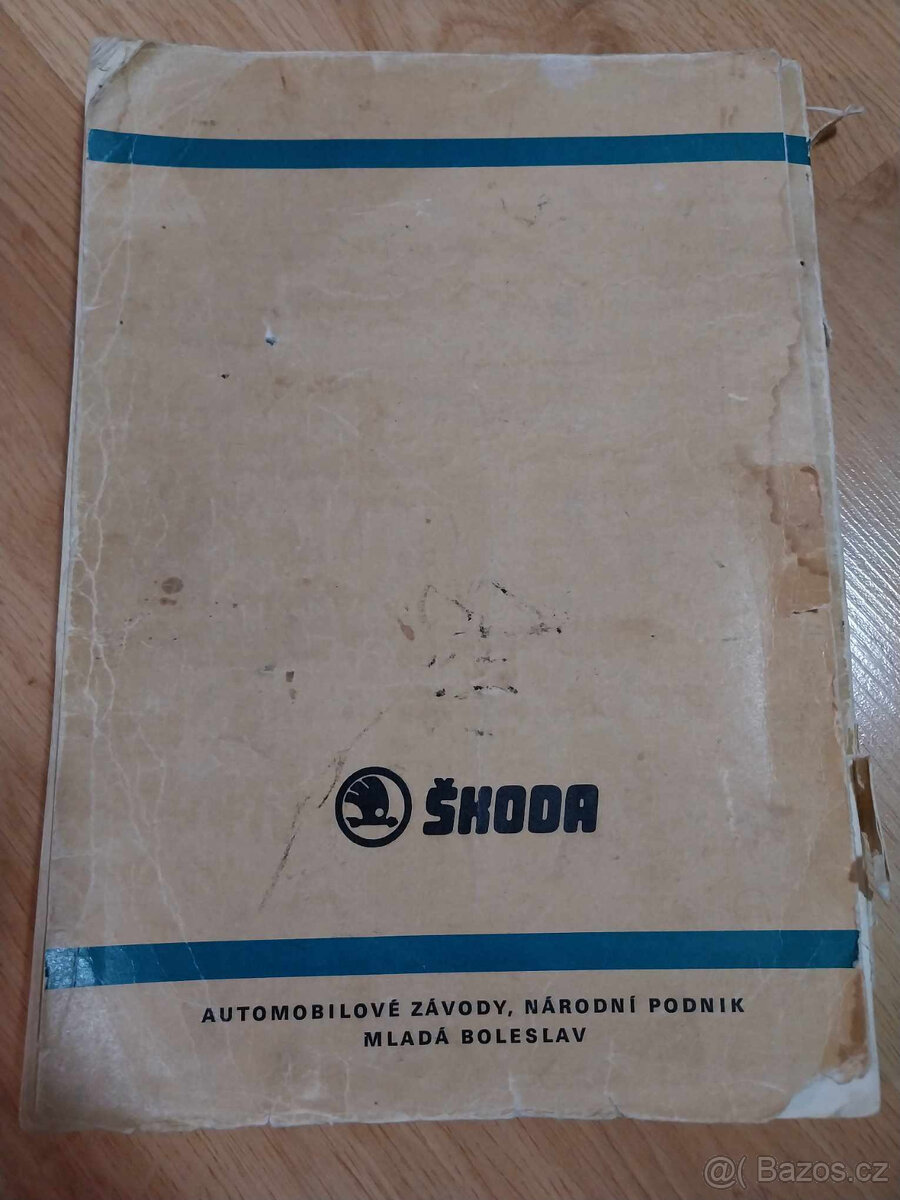 ŠKODA
AUTOMOBILOVÉ ZÁVODY, NÁRODNÍ PODNIK
MLADÁ BOLESLAV
@( Bazos.cz